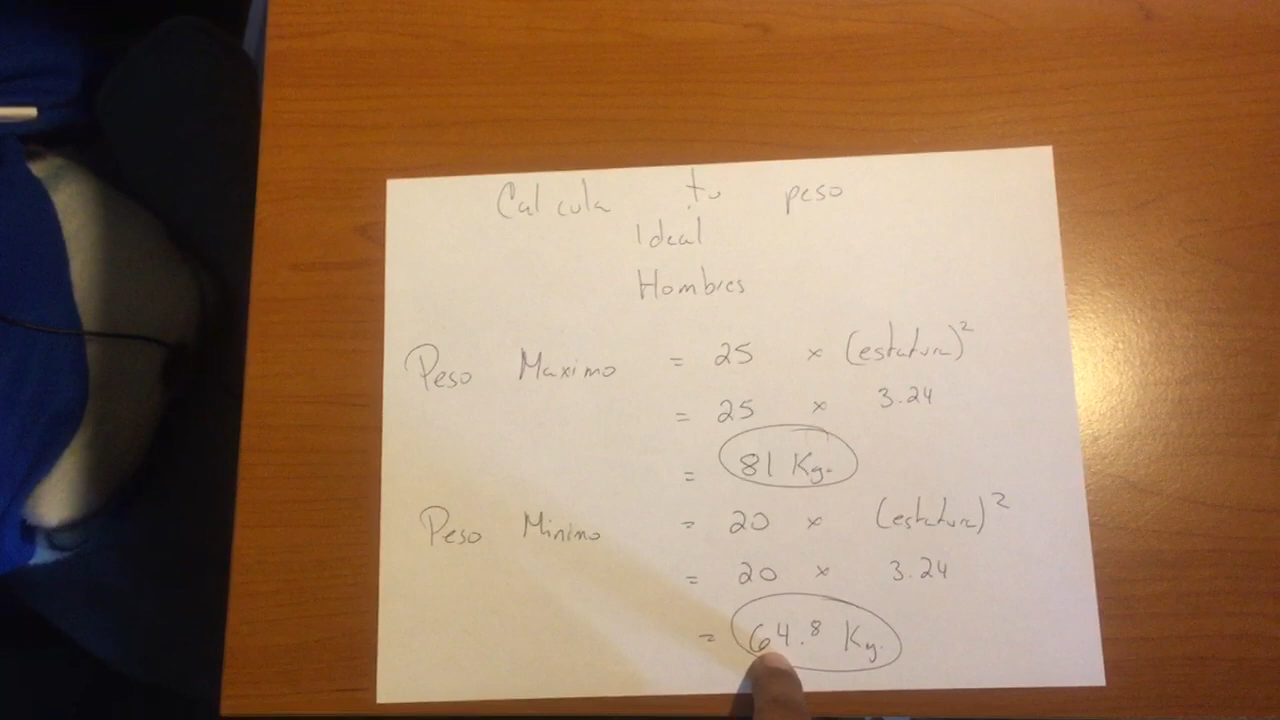 Calcula tu peso
Ideal
Hombres
Peso Maximo = 25 x (estatura)²
= 25 x 3.24
= 81 Kg.
Peso Minimo = 20 x (estatura)²
= 20 x 3.24
= 64.8 Kg.